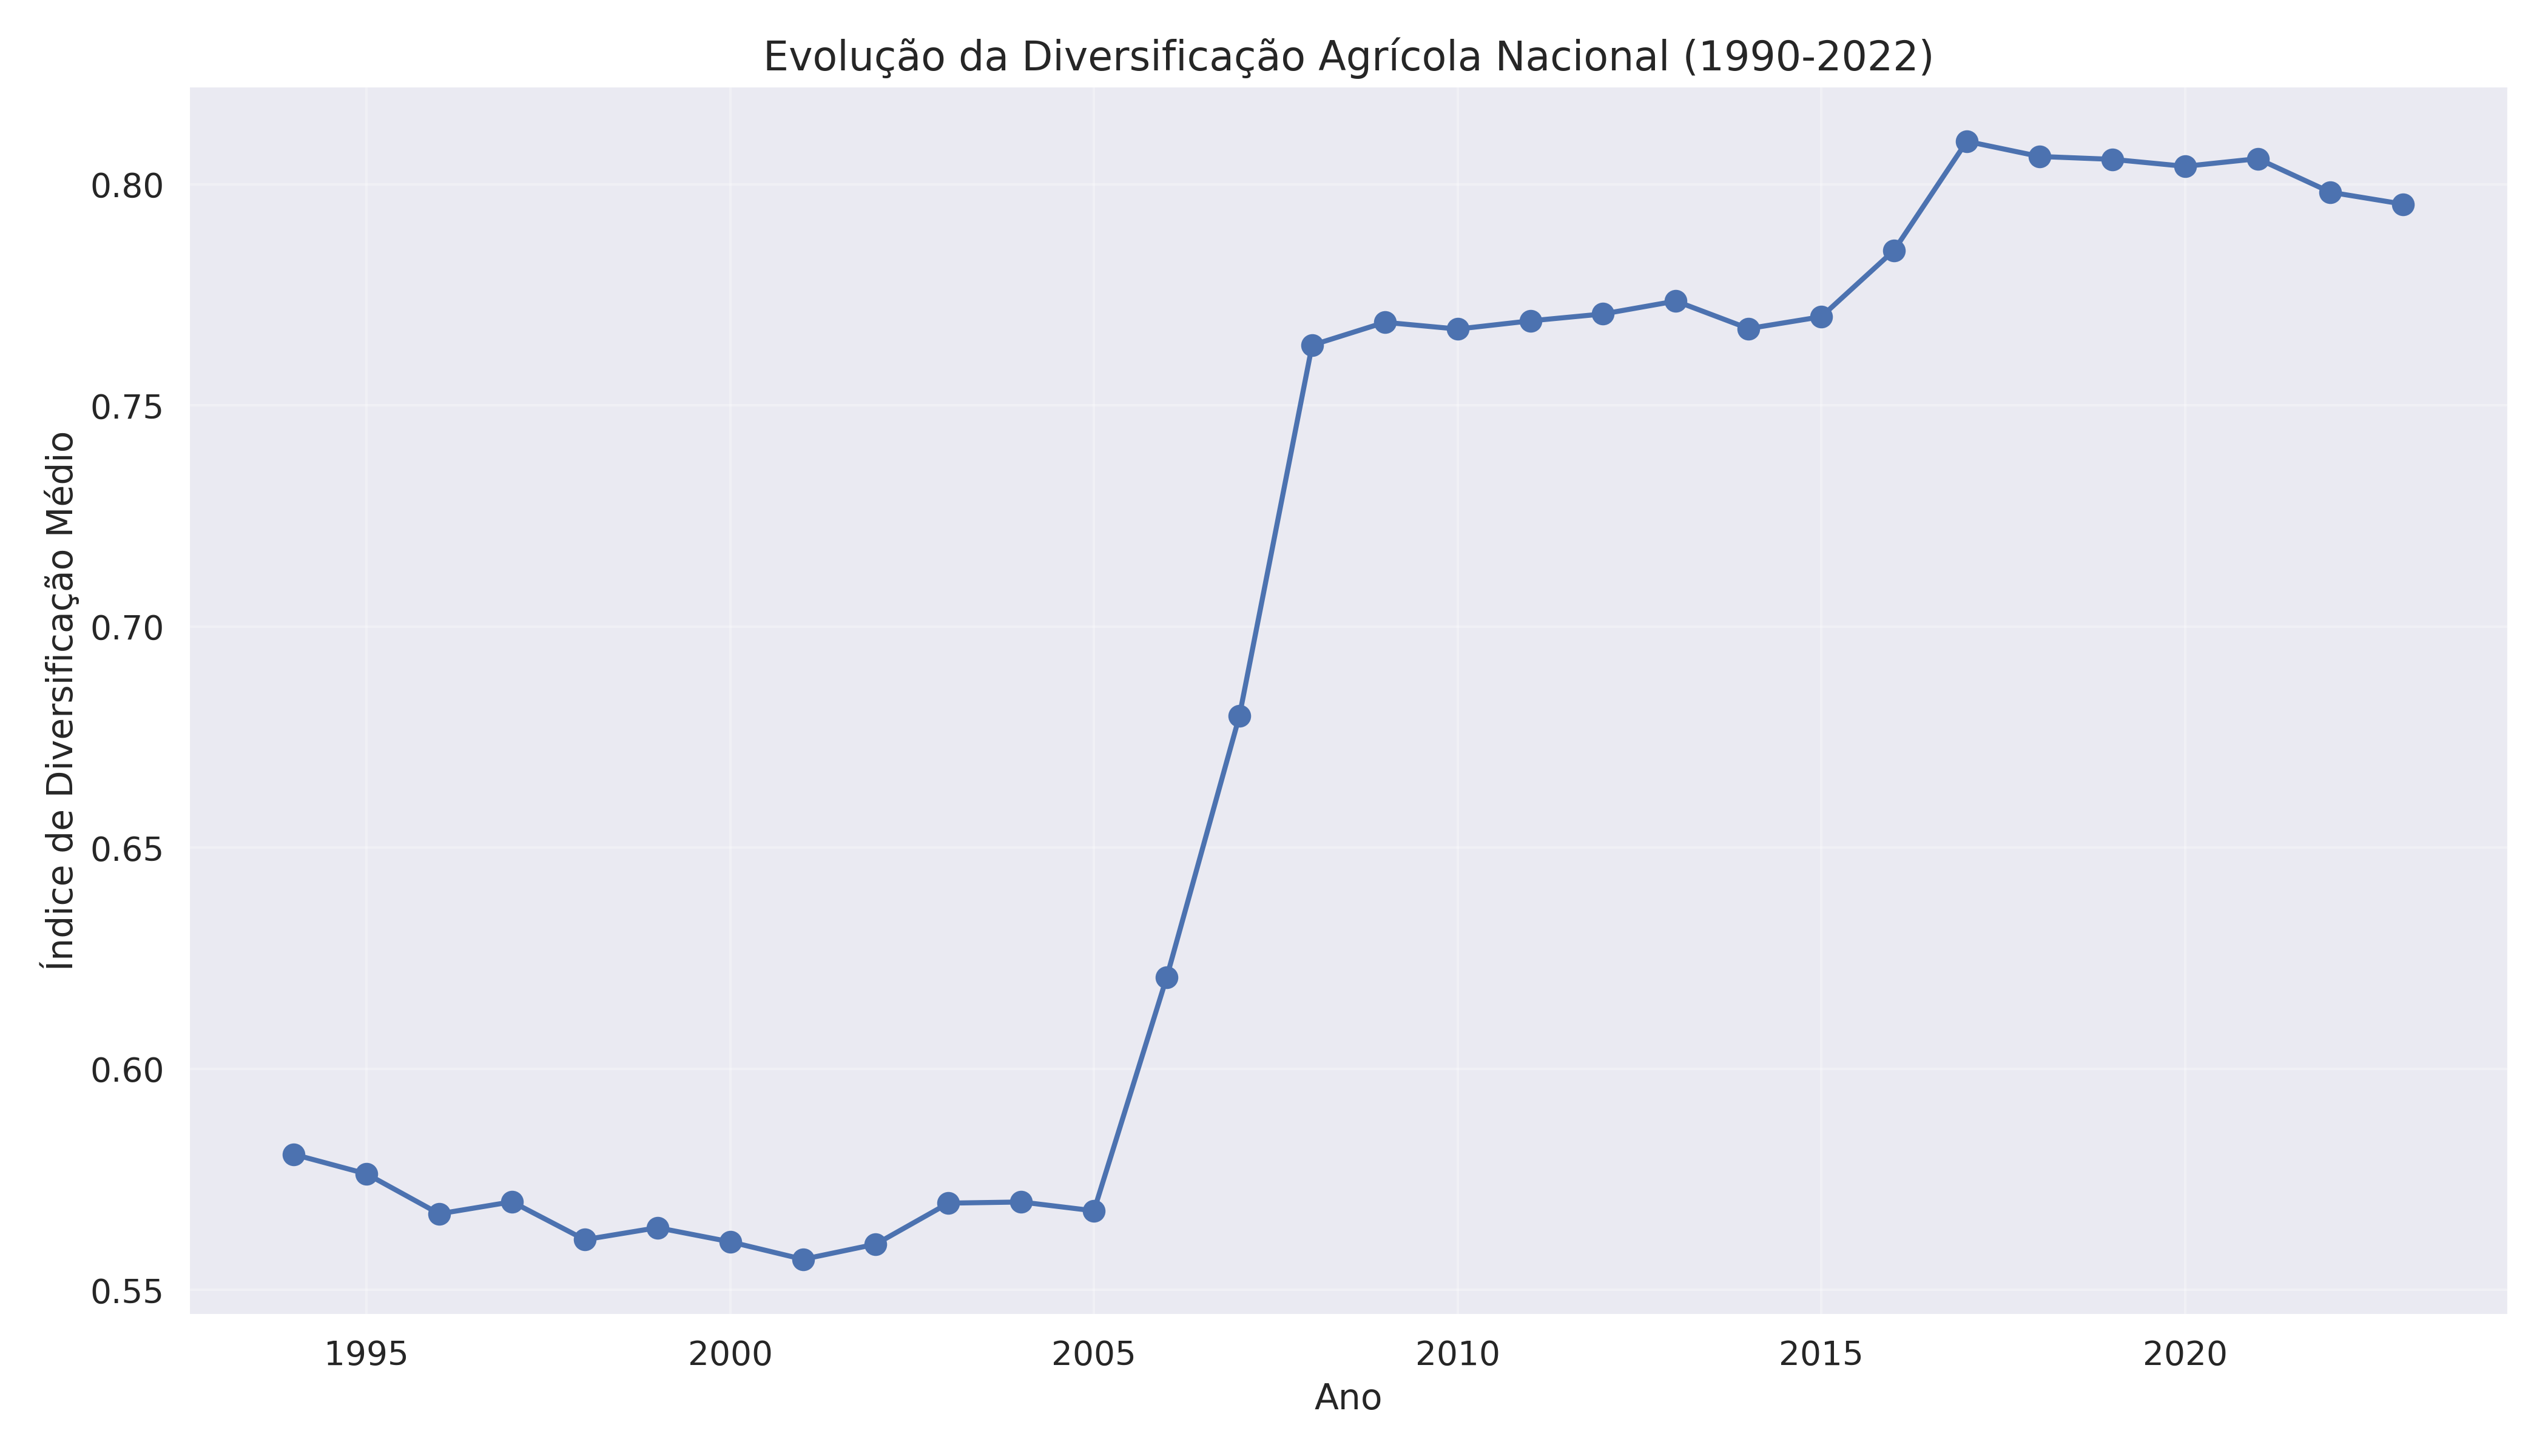 Evolução da Diversificação Agrícola Nacional (1990-2022)
Índice de Diversificação Médio
0.80
0.75
0.70
0.65
0.60
0.55
1995 2000 2005 2010 2015 2020
Ano